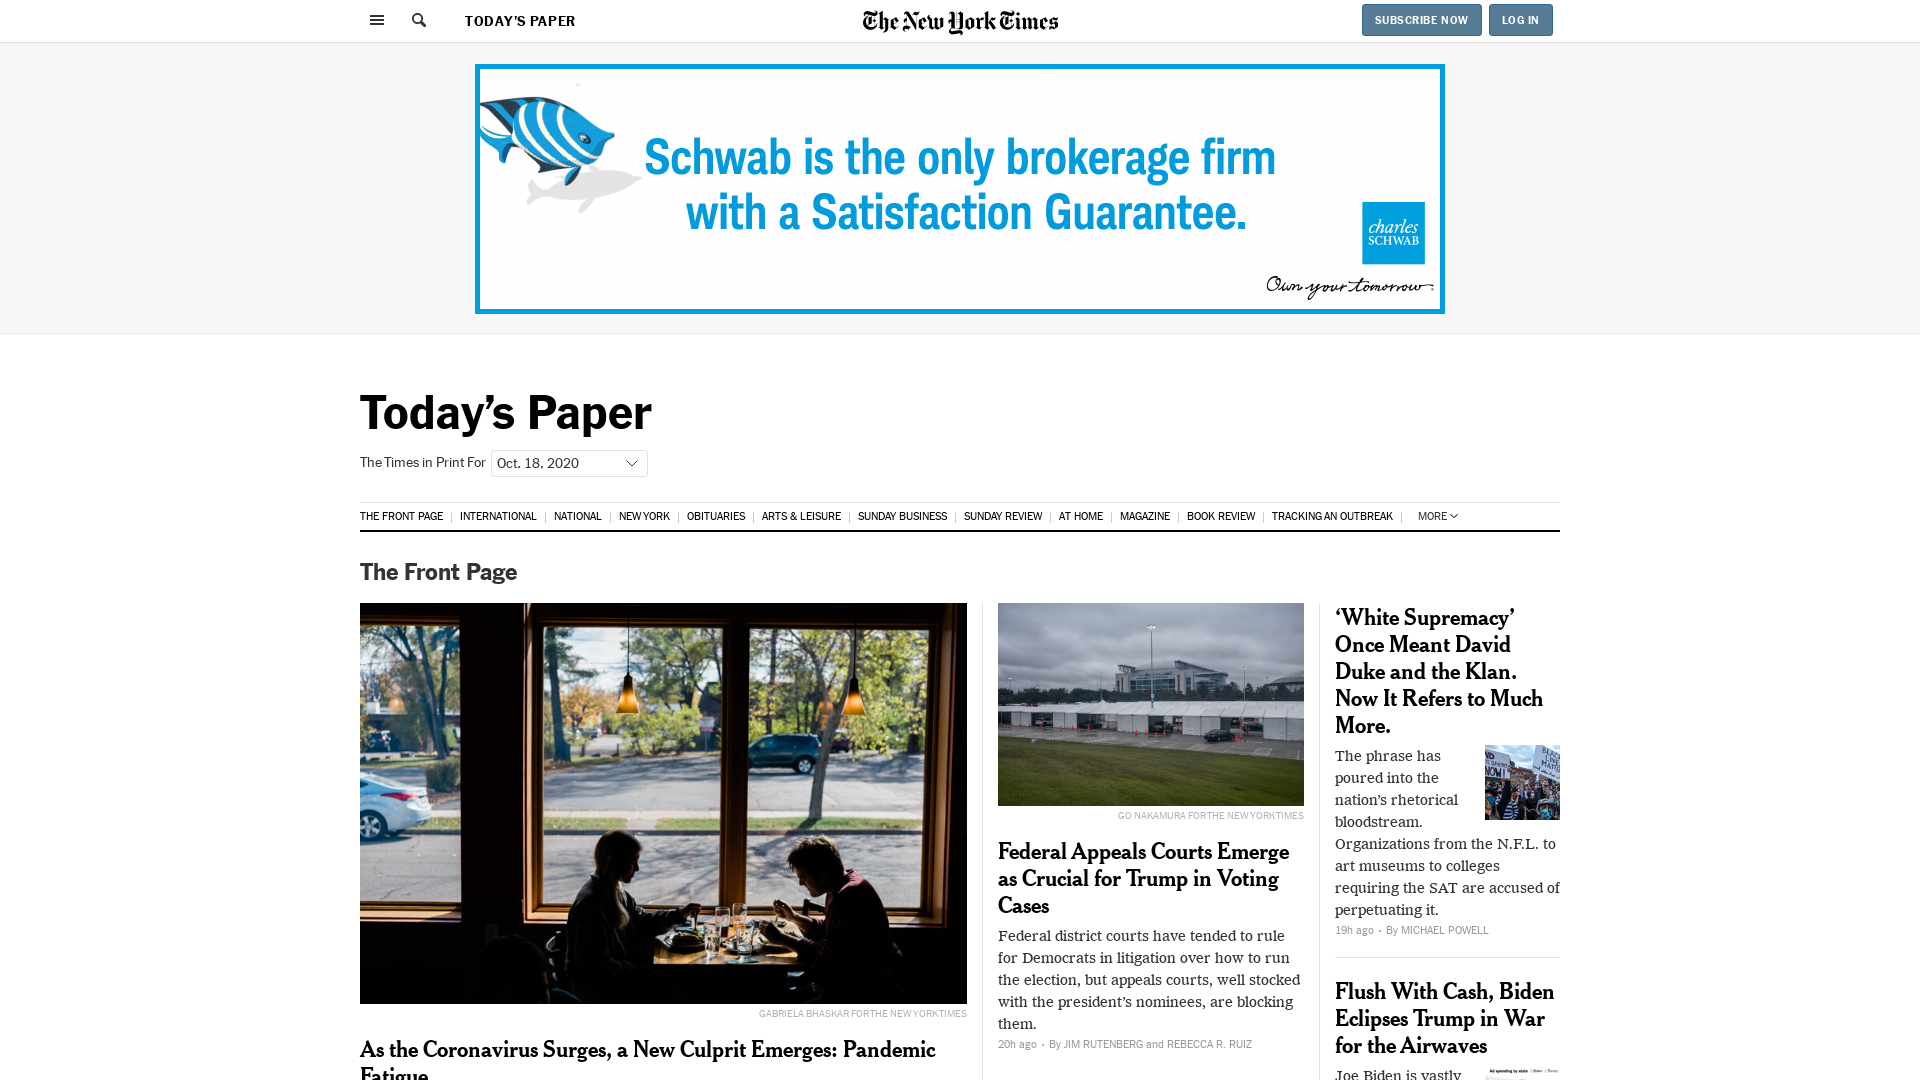 TODAY'S PAPER
The New York Times
SUBSCRIBE NOW
LOG IN
Schwab is the only brokerage firm
with a Satisfaction Guarantee.
charles
SCHWAB
Own your tomorrow.
Today’s Paper
The Times in Print For
Oct. 18, 2020
THE FRONT PAGE
INTERNATIONAL
NATIONAL
NEW YORK
OBITUARIES
ARTS & LEISURE
SUNDAY BUSINESS
SUNDAY REVIEW
AT HOME
MAGAZINE
BOOK REVIEW
TRACKING AN OUTBREAK
MORE
The Front Page
GABRIELA BHASKAR FOR THE NEW YORK TIMES
As the Coronavirus Surges, a New Culprit Emerges: Pandemic
Fatigue
GO NAKAMURA FOR THE NEW YORK TIMES
Federal Appeals Courts Emerge
as Crucial for Trump in Voting
Cases
Federal district courts have tended to rule
for Democrats in litigation over how to run
the election, but appeals courts, well stocked
with the president’s nominees, are blocking
them.
20h ago • By JIM RUTENBERG and REBECCA R. RUIZ
‘White Supremacy’
Once Meant David
Duke and the Klan.
Now It Refers to Much
More.
The phrase has
poured into the
nation’s rhetorical
bloodstream.
Organizations from the N.F.L. to
art museums to colleges
requiring the SAT are accused of
perpetuating it.
19h ago • By MICHAEL POWELL
Flush With Cash, Biden
Eclipses Trump in War
for the Airwaves
Joe Biden is vastly
Ad spending by state